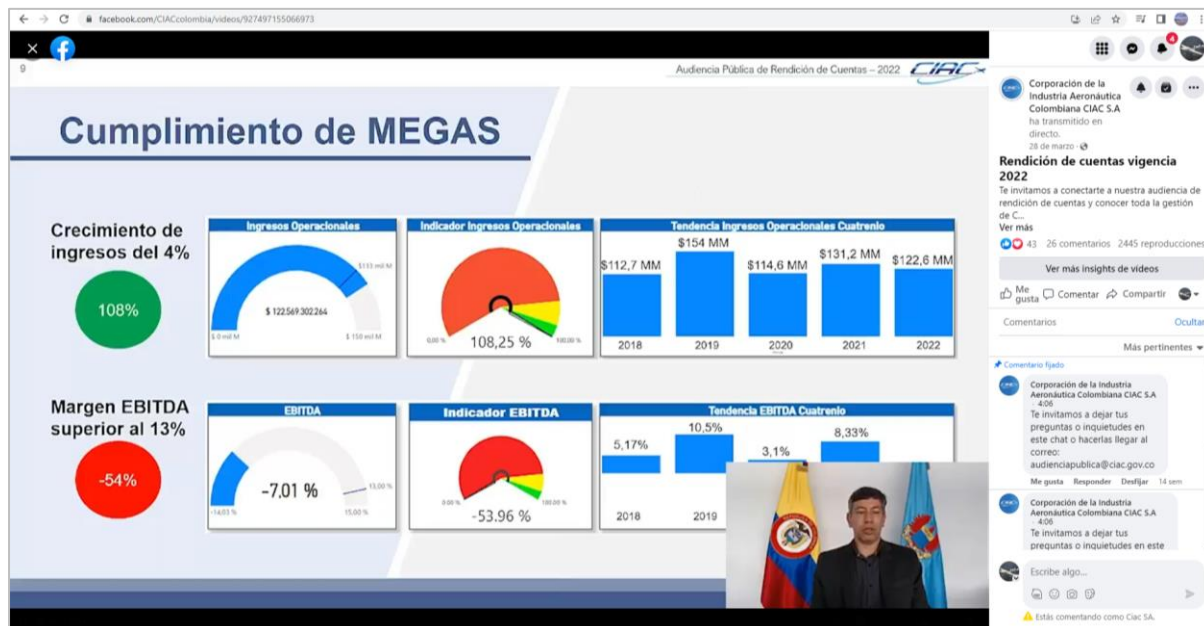 facebook.com/CIACcolombia/videos/927497155066973
9
Audiencia Pública de Rendición de Cuentas – 2022
CIAC
Cumplimiento de MEGAS
Crecimiento de
ingresos del 4%
108%
Ingresos Operacionales
$ 122.569.302.264
$ 0 mil M
$ 150 mil M
Indicador Ingresos Operacionales
0,00 %
108,25 %
100,00 %
Tendencia Ingresos Operacionales Cuatrenio
$112,7 MM
$154 MM
$114,6 MM
$131,2 MM
$122,6 MM
2018
2019
2020
2021
2022
Margen EBITDA
superior al 13%
-54%
EBITDA
-7,01 %
13,00 %
-14,03 %
15,00 %
Indicador EBITDA
0,00 %
-53.96 %
100,00 %
Tendencia EBITDA Cuatrenio
5,17%
10,5%
3,1%
8,33%
2018
2019
4
Corporación de la
Industria Aeronáutica
Colombiana CIAC S.A
ha transmitido en
directo.
28 de marzo ·
Rendición de cuentas vigencia
2022
Te invitamos a conectarte a nuestra audiencia de
rendición de cuentas y conocer toda la gestión
de C...
Ver más
43 26 comentarios 2445 reproducciones
Ver más insights de vídeos
Me gusta
Comentar
Compartir
Comentarios
Ocultar
Más pertinentes
Comentario fijado
Corporación de la Industria
Aeronáutica Colombiana CIAC S.A
· 4:06
Te invitamos a dejar tus
preguntas o inquietudes en
este chat o hacerlas llegar al
correo:
audienciapublica@ciac.gov.co
Me gusta Responder Desfijar 14 sem
Corporación de la Industria
Aeronáutica Colombiana CIAC S.A
· 4:06
Te invitamos a dejar tus
preguntas o inquietudes en este
Escribe algo...
Estás comentando como Ciac SA.